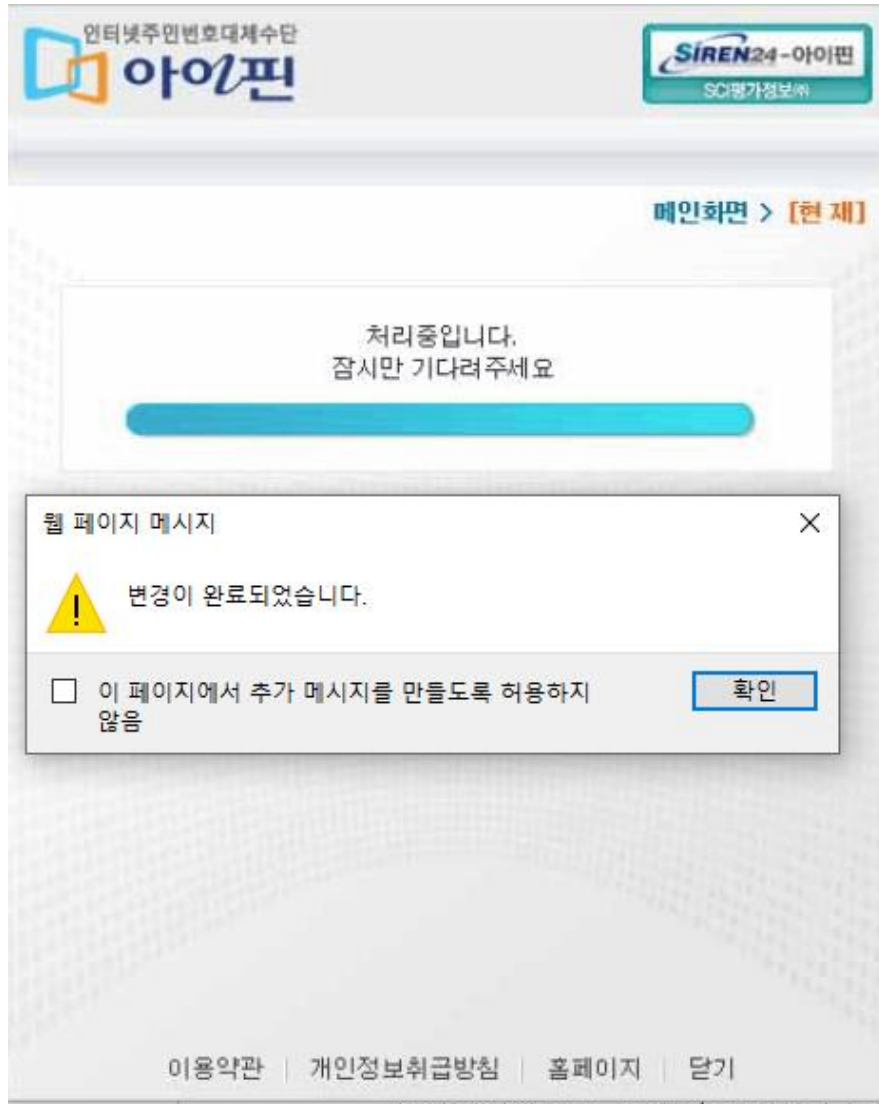 인터넷주민번호대체수단
아이핀
SIREN24-아이핀
SCI평가정보㈜
메인화면 > [현 재]
처리중입니다.
잠시만 기다려주세요
웹 페이지 메시지
변경이 완료되었습니다.
이 페이지에서 추가 메시지를 만들도록 허용하지
않음
확인
이용약관 | 개인정보취급방침 | 홈페이지 | 닫기